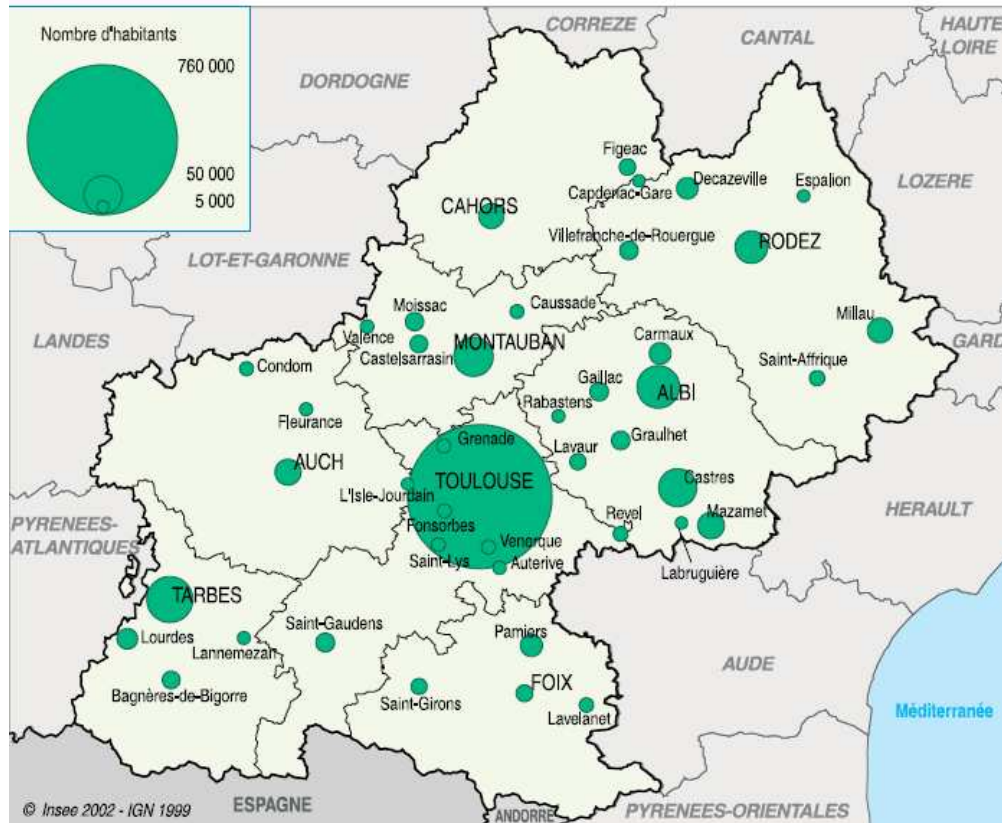 Nombre d'habitants
760 000
50 000
5 000
CORREZE
CANTAL
HAUTE
LOIRE
DORDOGNE
LOZERE
LOT-ET-GARONNE
LANDES
GARD
HERAULT
PYRENEES-
ATLANTIQUES
AUDE
PYRENEES-ORIENTALES
ESPAGNE
ANDORRE
Méditerranée
Figeac
Capdenac-Gare
Decazeville
Espalion
CAHORS
Villefranche-de-Rouergue
RODEZ
Moissac
Caussade
Valence
Castelsarrasin
MONTAUBAN
Carmaux
Millau
Saint-Affrique
Condom
Gaillac
ALBI
Rabastens
Fleurance
Graulhet
Grenade
Lavaur
AUCH
TOULOUSE
Castres
L'Isle-Jourdain
Fonsorbes
Revel
Mazamet
Saint-Lys
Venerque
Auterive
Labruguière
TARBES
Lourdes
Lannemezan
Saint-Gaudens
Pamiers
Bagnères-de-Bigorre
Saint-Girons
FOIX
Lavelanet
© Insee 2002 - IGN 1999